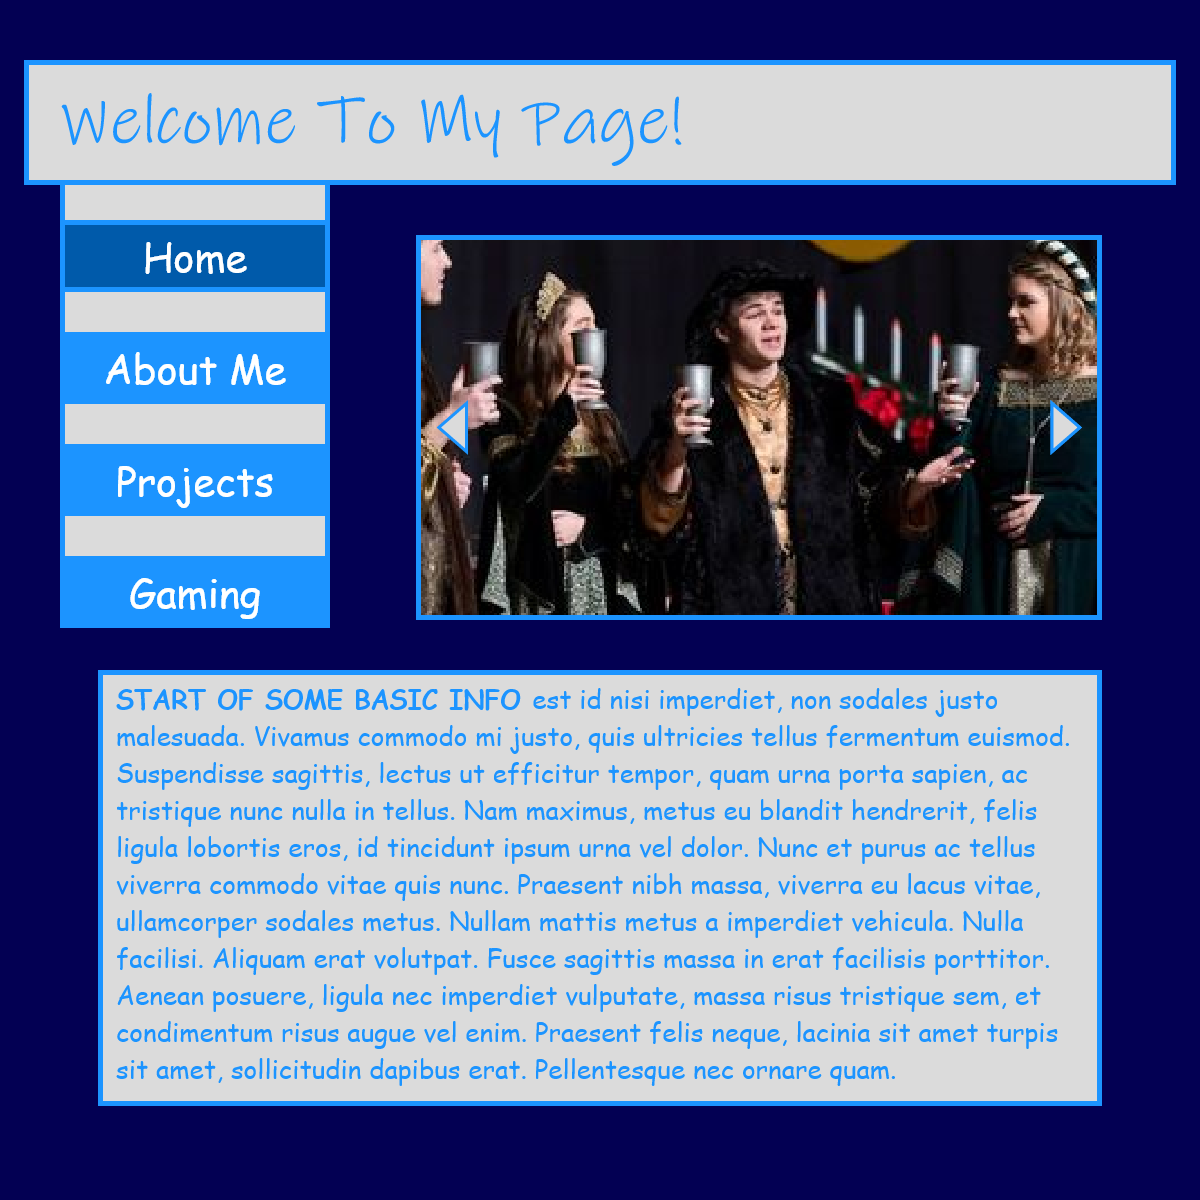 Welcome To My Page!
Home
About Me
Projects
Gaming
START OF SOME BASIC INFO est id nisi imperdiet, non sodales justo
malesuada. Vivamus commodo mi justo, quis ultricies tellus fermentum euismod.
Suspendisse sagittis, lectus ut efficitur tempor, quam urna porta sapien, ac
tristique nunc nulla in tellus. Nam maximus, metus eu blandit hendrerit, felis
ligula lobortis eros, id tincidunt ipsum urna vel dolor. Nunc et purus ac tellus
viverra commodo vitae quis nunc. Praesent nibh massa, viverra eu lacus vitae,
ullamcorper sodales metus. Nullam mattis metus a imperdiet vehicula. Nulla
facilisi. Aliquam erat volutpat. Fusce sagittis massa in erat facilisis porttitor.
Aenean posuere, ligula nec imperdiet vulputate, massa risus tristique sem, et
condimentum risus augue vel enim. Praesent felis neque, lacinia sit amet turpis
sit amet, sollicitudin dapibus erat. Pellentesque nec ornare quam.